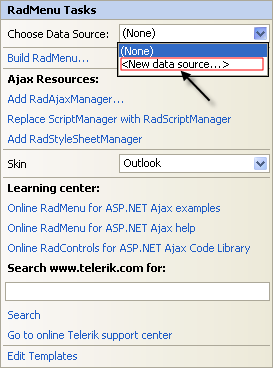 RadMenu Tasks
Choose Data Source: (None)
(None)
<New data source...>
Build RadMenu...
Ajax Resources:
Add RadAjaxManager...
Replace ScriptManager with RadScriptManager
Add RadStyleSheetManager
Skin Outlook
Learning center:
Online RadMenu for ASP.NET Ajax examples
Online RadMenu for ASP.NET Ajax help
Online RadControls for ASP.NET Ajax Code Library
Search www.telerik.com for:
Search
Go to online Telerik support center
Edit Templates